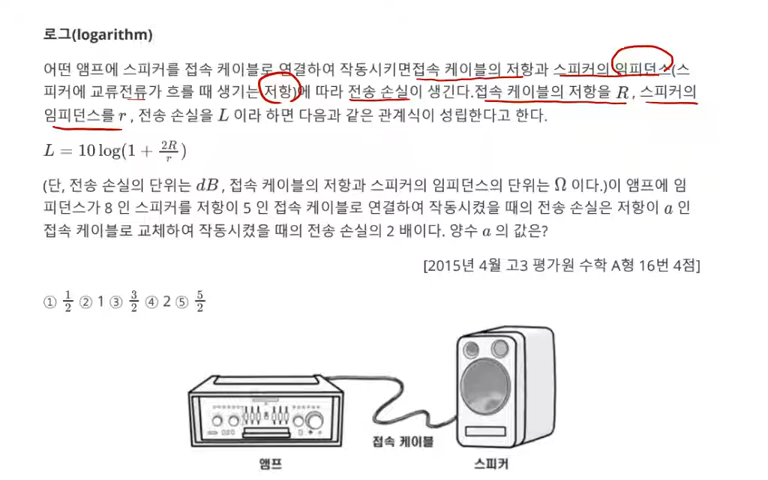 로그(logarithm)
어떤 앰프에 스피커를 접속 케이블로 연결하여 작동시키면접속 케이블의 저항과 스피커의 임피던스(스
피커에 교류전류가 흐를 때 생기는 저항)에 따라 전송 손실이 생긴다.접속 케이블의 저항을 R, 스피커의
임피던스를 r, 전송 손실을 L 이라 하면 다음과 같은 관계식이 성립한다고 한다.
L = 10 log(1 + 2R/r)
(단, 전송 손실의 단위는 dB, 접속 케이블의 저항과 스피커의 임피던스의 단위는 Ω 이다.)이 앰프에 임
피던스가 8 인 스피커를 저항이 5 인 접속 케이블로 연결하여 작동시켰을 때의 전송 손실은 저항이 a 인
접속 케이블로 교체하여 작동시켰을 때의 전송 손실의 2 배이다. 양수 a 의 값은?
[2015년 4월 고3 평가원 수학 A형 16번 4점]
① 1/2 ② 1 ③ 3/2 ④ 2 ⑤ 5/2
접속 케이블
앰프
스피커